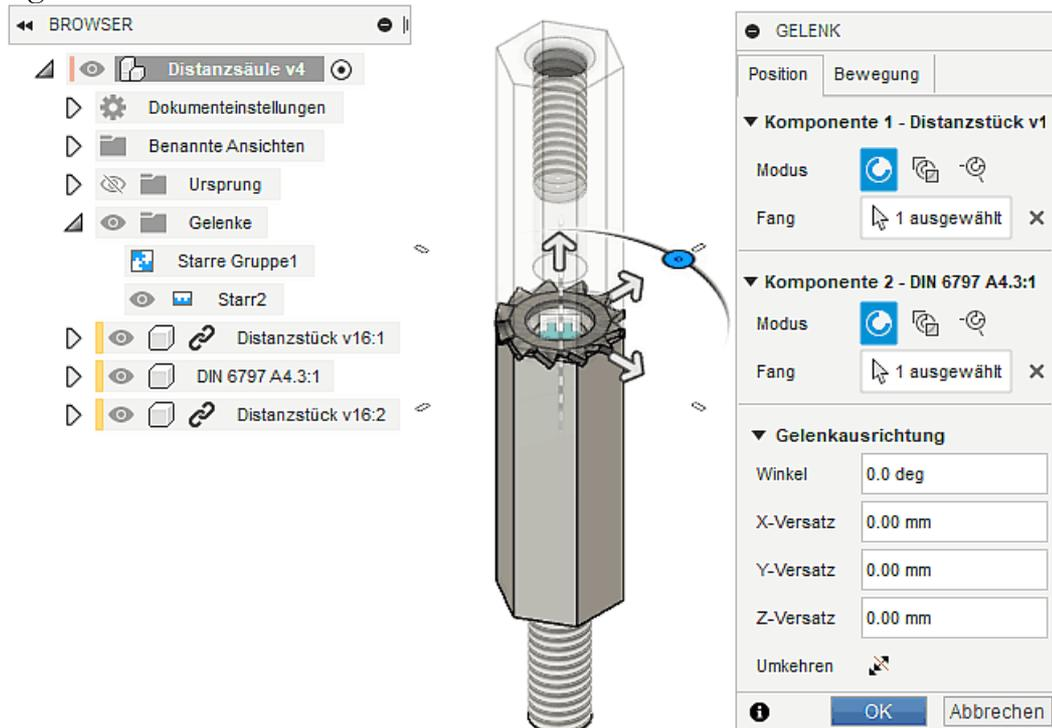 BROWSER
Distanzsäule v4
Dokumenteinstellungen
Benannte Ansichten
Ursprung
Gelenke
Starre Gruppe1
Starr2
Distanzstück v16:1
DIN 6797 A4.3:1
Distanzstück v16:2
GELENK
Position Bewegung
Komponente 1 - Distanzstück v1
Modus
Fang 1 ausgewählt
Komponente 2 - DIN 6797 A4.3:1
Modus
Fang 1 ausgewählt
Gelenkausrichtung
Winkel 0.0 deg
X-Versatz 0.00 mm
Y-Versatz 0.00 mm
Z-Versatz 0.00 mm
Umkehren
OK Abbrechen